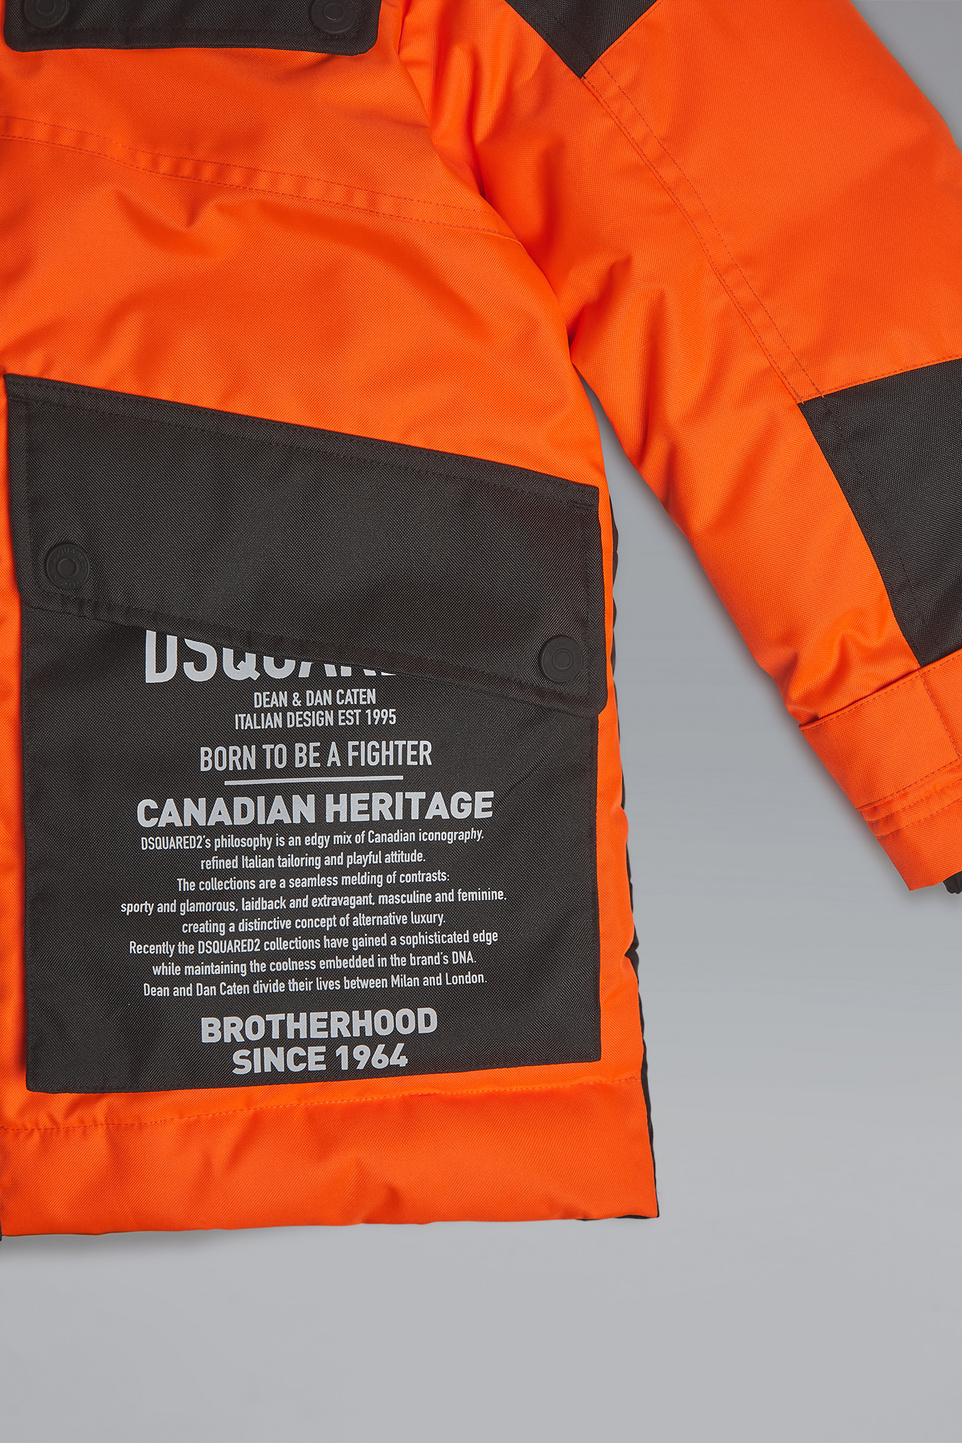 DSQUARED2
DEAN & DAN CATEN
ITALIAN DESIGN EST 1995
BORN TO BE A FIGHTER
CANADIAN HERITAGE
DSQUARED2's philosophy is an edgy mix of Canadian iconography,
refined Italian tailoring and playful attitude.
The collections are a seamless melding of contrasts:
sporty and glamorous, laidback and extravagant, masculine and feminine,
creating a distinctive concept of alternative luxury.
Recently the DSQUARED2 collections have gained a sophisticated edge
while maintaining the coolness embedded in the brand's DNA.
Dean and Dan Caten divide their lives between Milan and London.
BROTHERHOOD
SINCE 1964